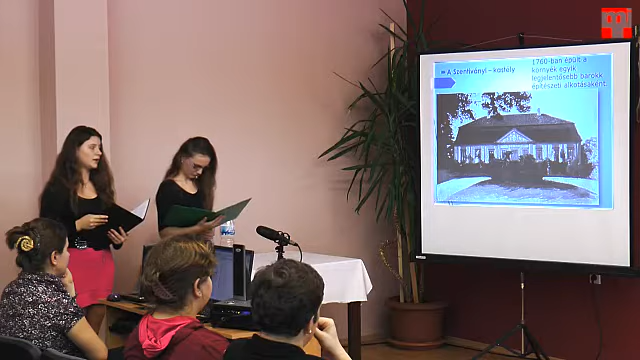 » A Szentiványi – kastély
1760-ban épült a
környék egyik
legjelentősebb barokk
építészeti alkotásaként.